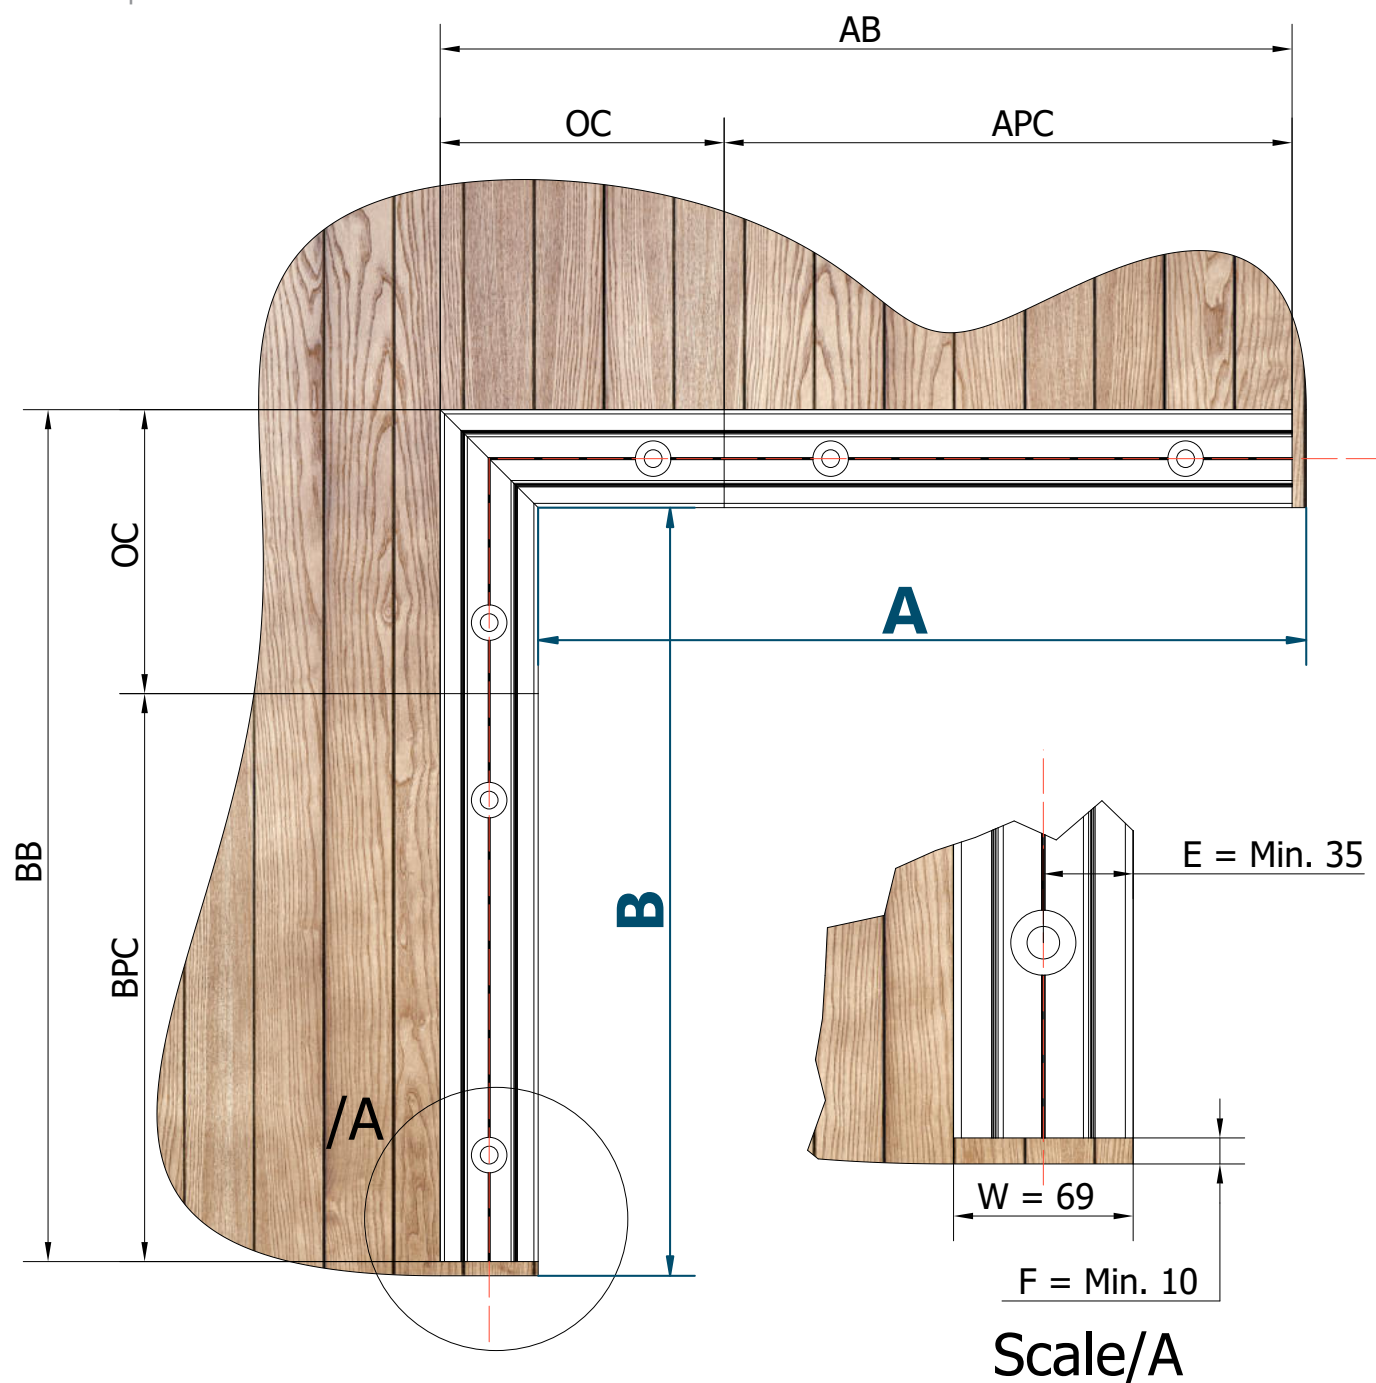 AB
OC
APC
OC
A
BB
BPC
B
E = Min. 35
/A
W = 69
F = Min. 10
Scale/A